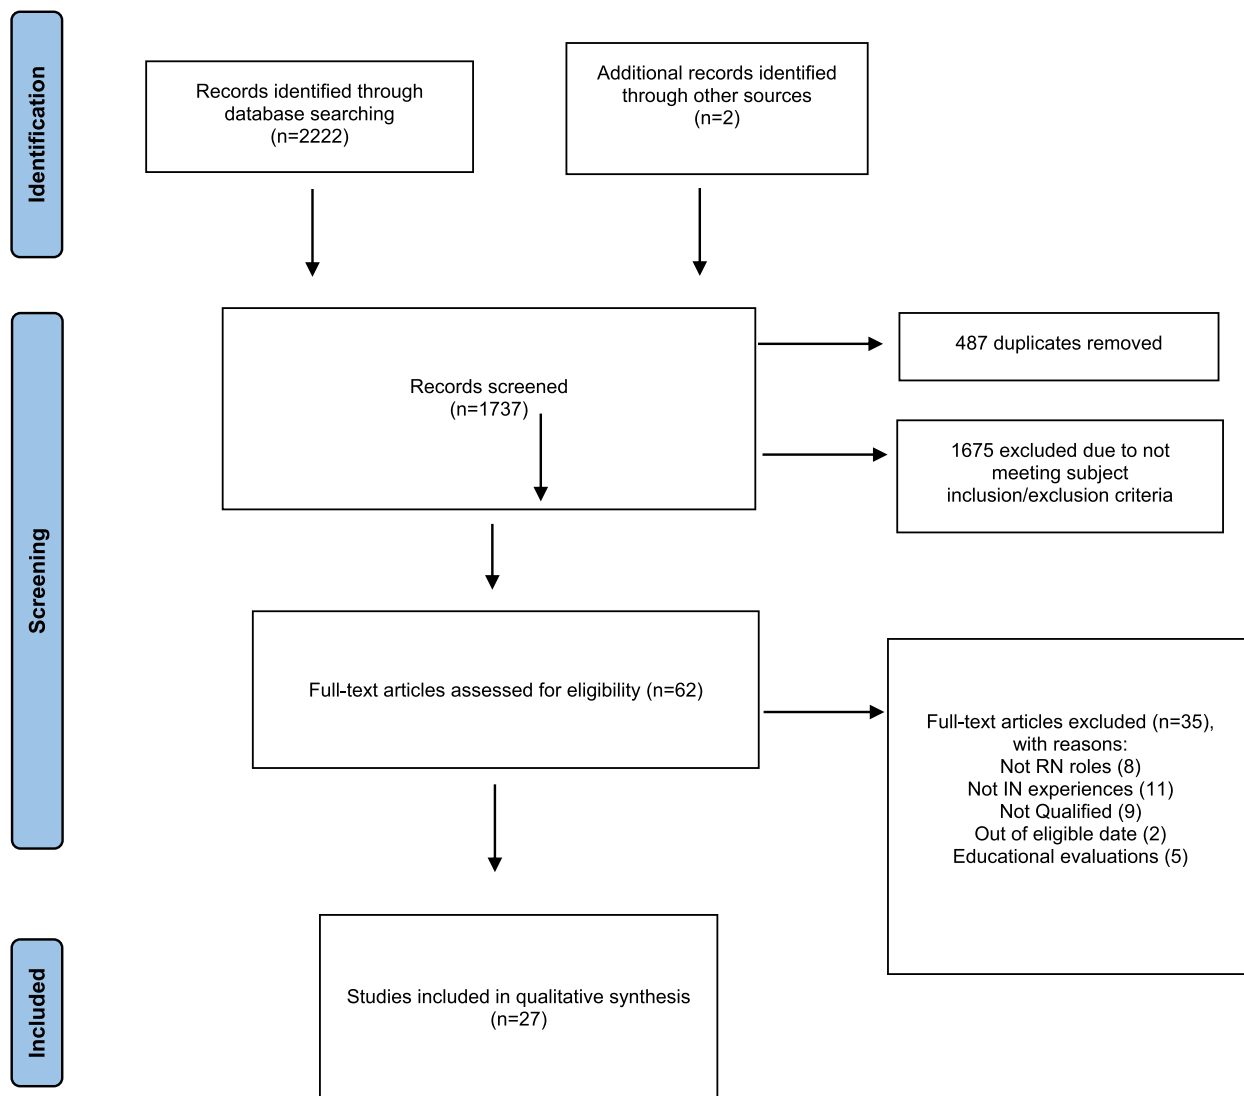 Identification
Records identified through
database searching
(n=2222)
Additional records identified
through other sources
(n=2)
Screening
Records screened
(n=1737)
487 duplicates removed
1675 excluded due to not
meeting subject
inclusion/exclusion criteria
Full-text articles assessed for eligibility (n=62)
Full-text articles excluded (n=35),
with reasons:
Not RN roles (8)
Not IN experiences (11)
Not Qualified (9)
Out of eligible date (2)
Educational evaluations (5)
Included
Studies included in qualitative synthesis
(n=27)